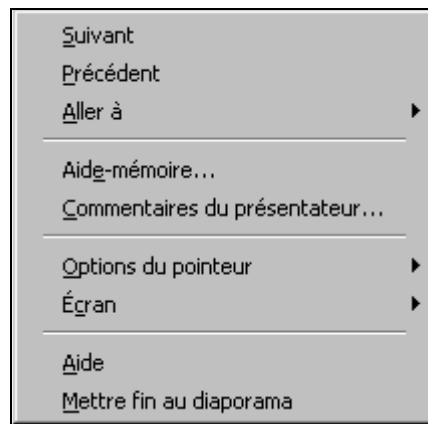 Suivant
Précédent
Aller à
Aide-mémoire...
Commentaires du présentateur...
Options du pointeur
Écran
Aide
Mettre fin au diaporama